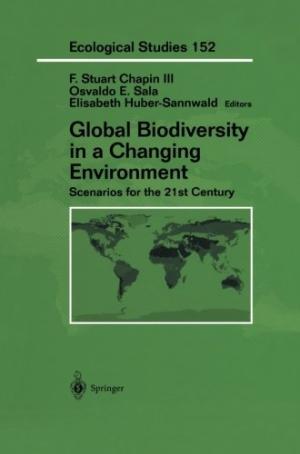 Ecological Studies 152
F. Stuart Chapin III
Osvaldo E. Sala
Elisabeth Huber-Sannwald Editors
Global Biodiversity
in a Changing
Environment
Scenarios for the 21st Century
Springer